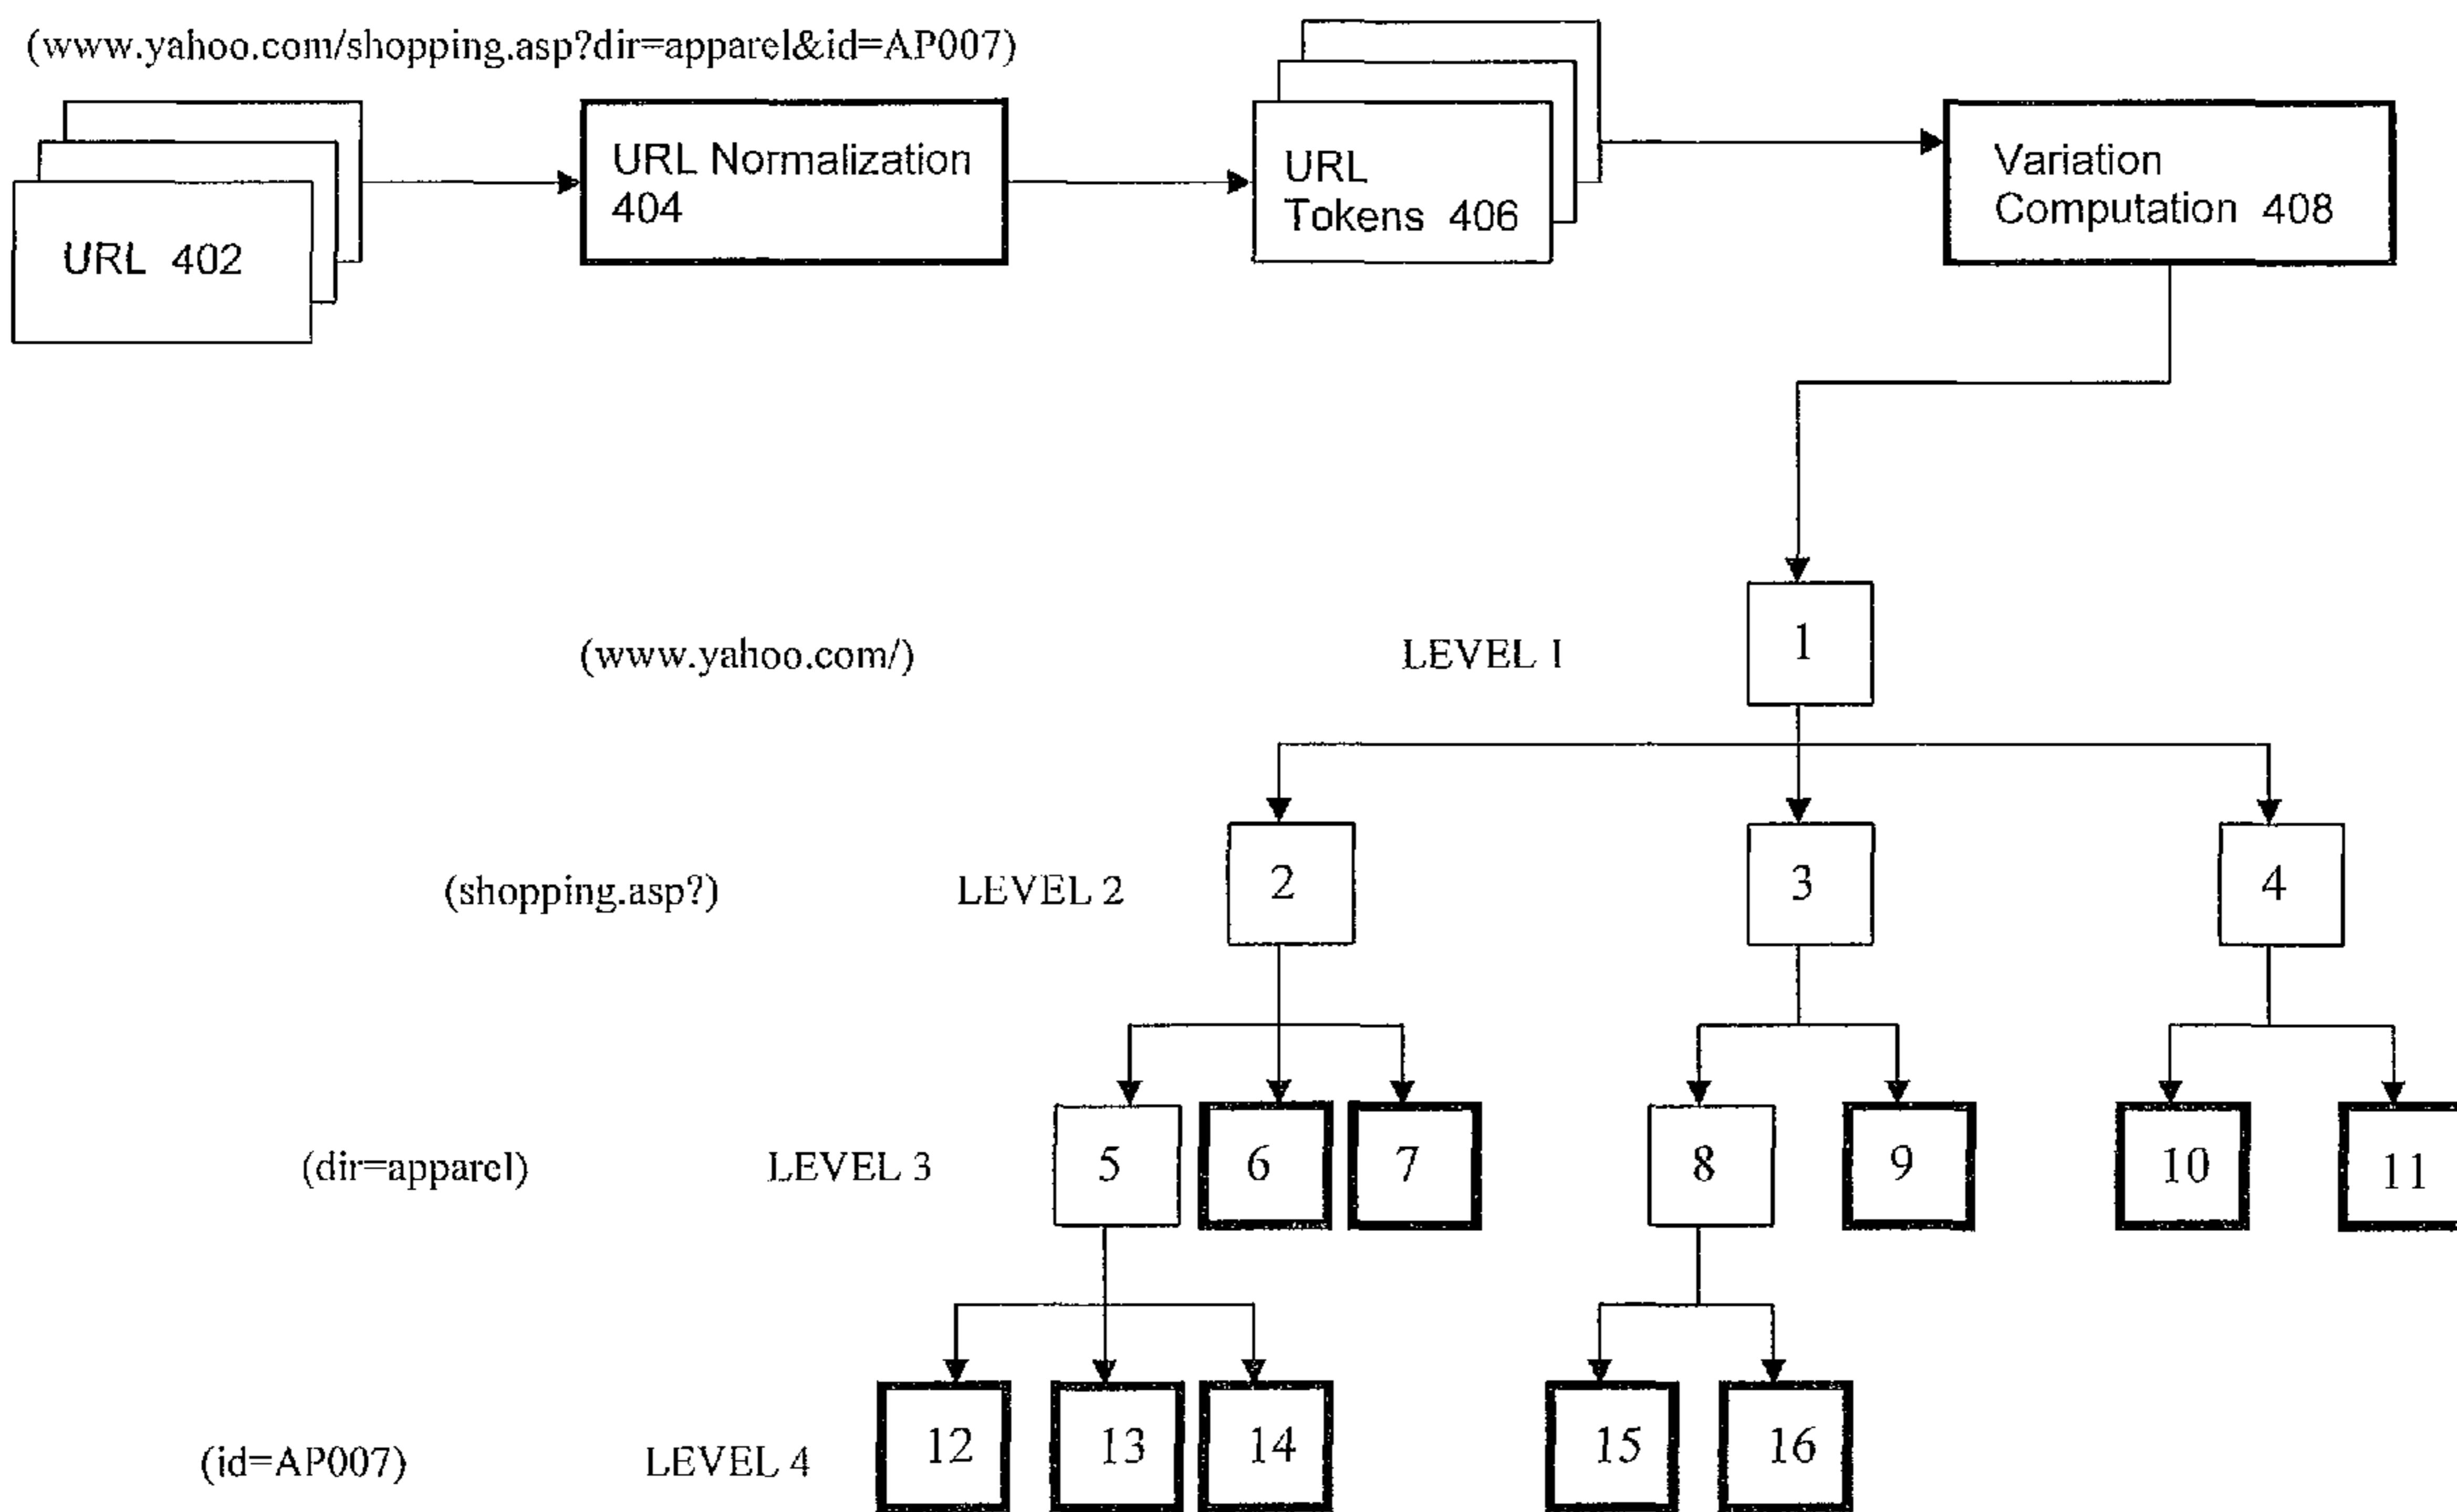 (www.yahoo.com/shopping.asp?dir=apparel&id=AP007)
URL 402
URL Normalization
404
URL
Tokens 406
Variation
Computation 408
(www.yahoo.com/) LEVEL 1 1
(shopping.asp?) LEVEL 2 2 3 4
(dir=apparel) LEVEL 3 5 6 7 8 9 10 11
(id=AP007) LEVEL 4 12 13 14 15 16